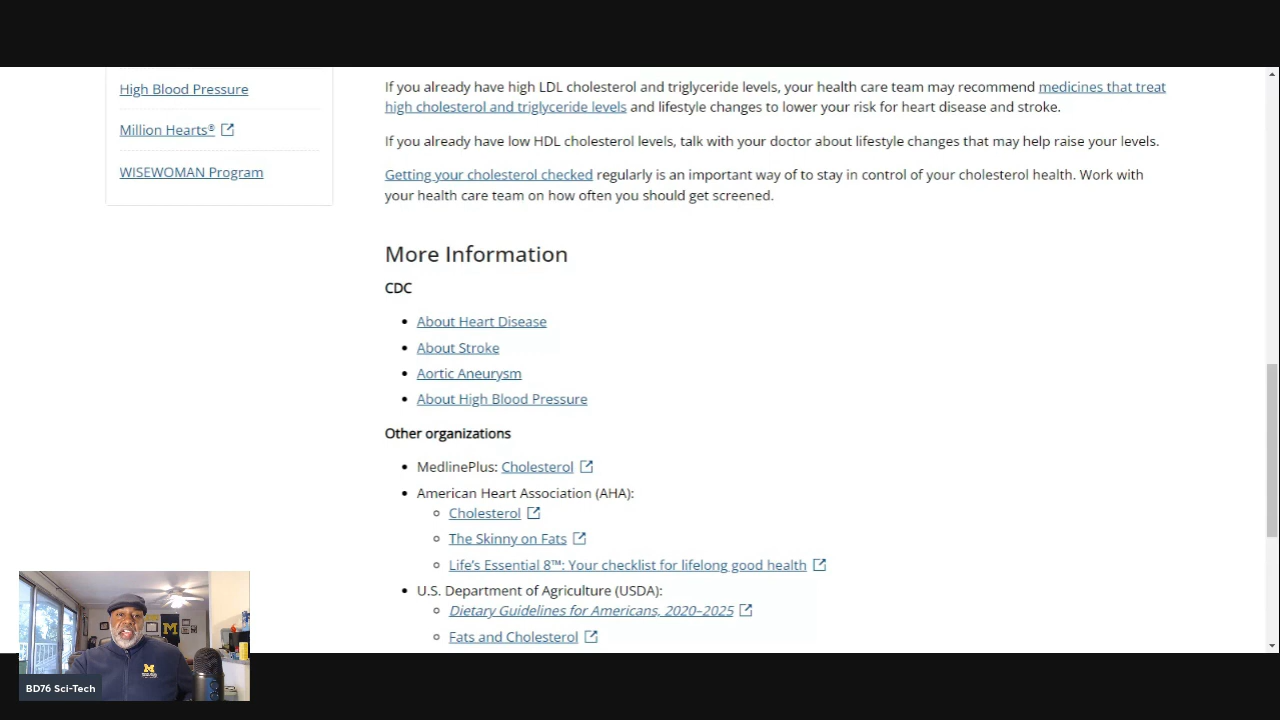 High Blood Pressure
Million Hearts®
WISEWOMAN Program
If you already have high LDL cholesterol and triglyceride levels, your health care team may recommend medicines that treat
high cholesterol and triglyceride levels and lifestyle changes to lower your risk for heart disease and stroke.
If you already have low HDL cholesterol levels, talk with your doctor about lifestyle changes that may help raise your levels.
Getting your cholesterol checked regularly is an important way of to stay in control of your cholesterol health. Work with
your health care team on how often you should get screened.
More Information
CDC
About Heart Disease
About Stroke
Aortic Aneurysm
About High Blood Pressure
Other organizations
MedlinePlus: Cholesterol
American Heart Association (AHA):
Cholesterol
The Skinny on Fats
Life's Essential 8™: Your checklist for lifelong good health
U.S. Department of Agriculture (USDA):
Dietary Guidelines for Americans, 2020–2025
Fats and Cholesterol
M
M
BD76 Sci-Tech